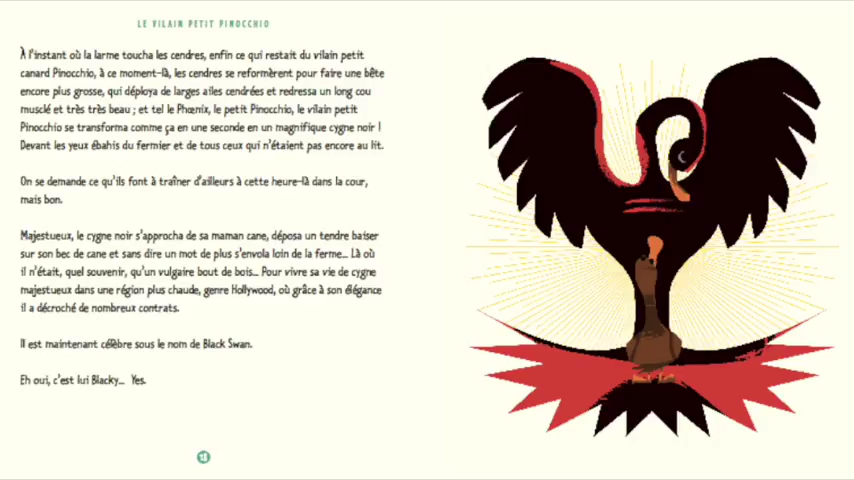 LE VILAIN PETIT PINOCCHIO
À l'instant où la larme toucha les cendres, enfin ce qui restait du vilain petit
canard Pinocchio, à ce moment-là, les cendres se reformèrent pour faire une bête
encore plus grosse, qui déploya de larges ailes cendrées et redressa un long cou
musclé et très très beau ; et tel le Phœnix, le petit Pinocchio, le vilain petit
Pinocchio se transforma comme ça en une seconde en un magnifique cygne noir !
Devant les yeux ébahis du fermier et de tous ceux qui n'étaient pas encore au lit.
On se demande ce qu'ils font à traîner d'ailleurs à cette heure-là dans la cour,
mais bon.
Majestueux, le cygne noir s'approcha de sa maman cane, déposa un tendre baiser
sur son bec de cane et sans dire un mot de plus s'envola loin de la ferme... Là où
il n'était, quel souvenir, qu'un vulgaire bout de bois... Pour vivre sa vie de cygne
majestueux dans une région plus chaude, genre Hollywood, où grâce à son élégance
il a décroché de nombreux contrats.
Il est maintenant célèbre sous le nom de Black Swan.
Eh oui, c'est lui Blacky... Yes.